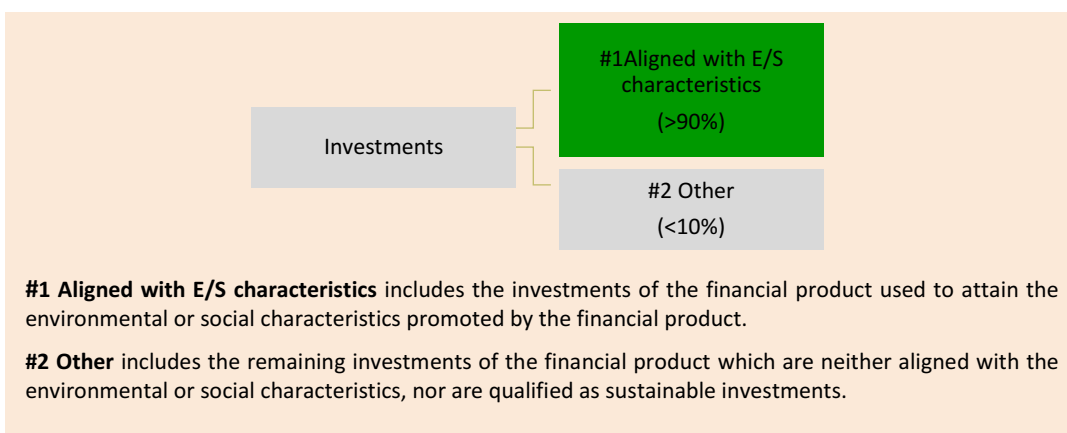 #1Aligned with E/S
characteristics
(>90%)
Investments
#2 Other
(<10%)
#1 Aligned with E/S characteristics includes the investments of the financial product used to attain the
environmental or social characteristics promoted by the financial product.
#2 Other includes the remaining investments of the financial product which are neither aligned with the
environmental or social characteristics, nor are qualified as sustainable investments.